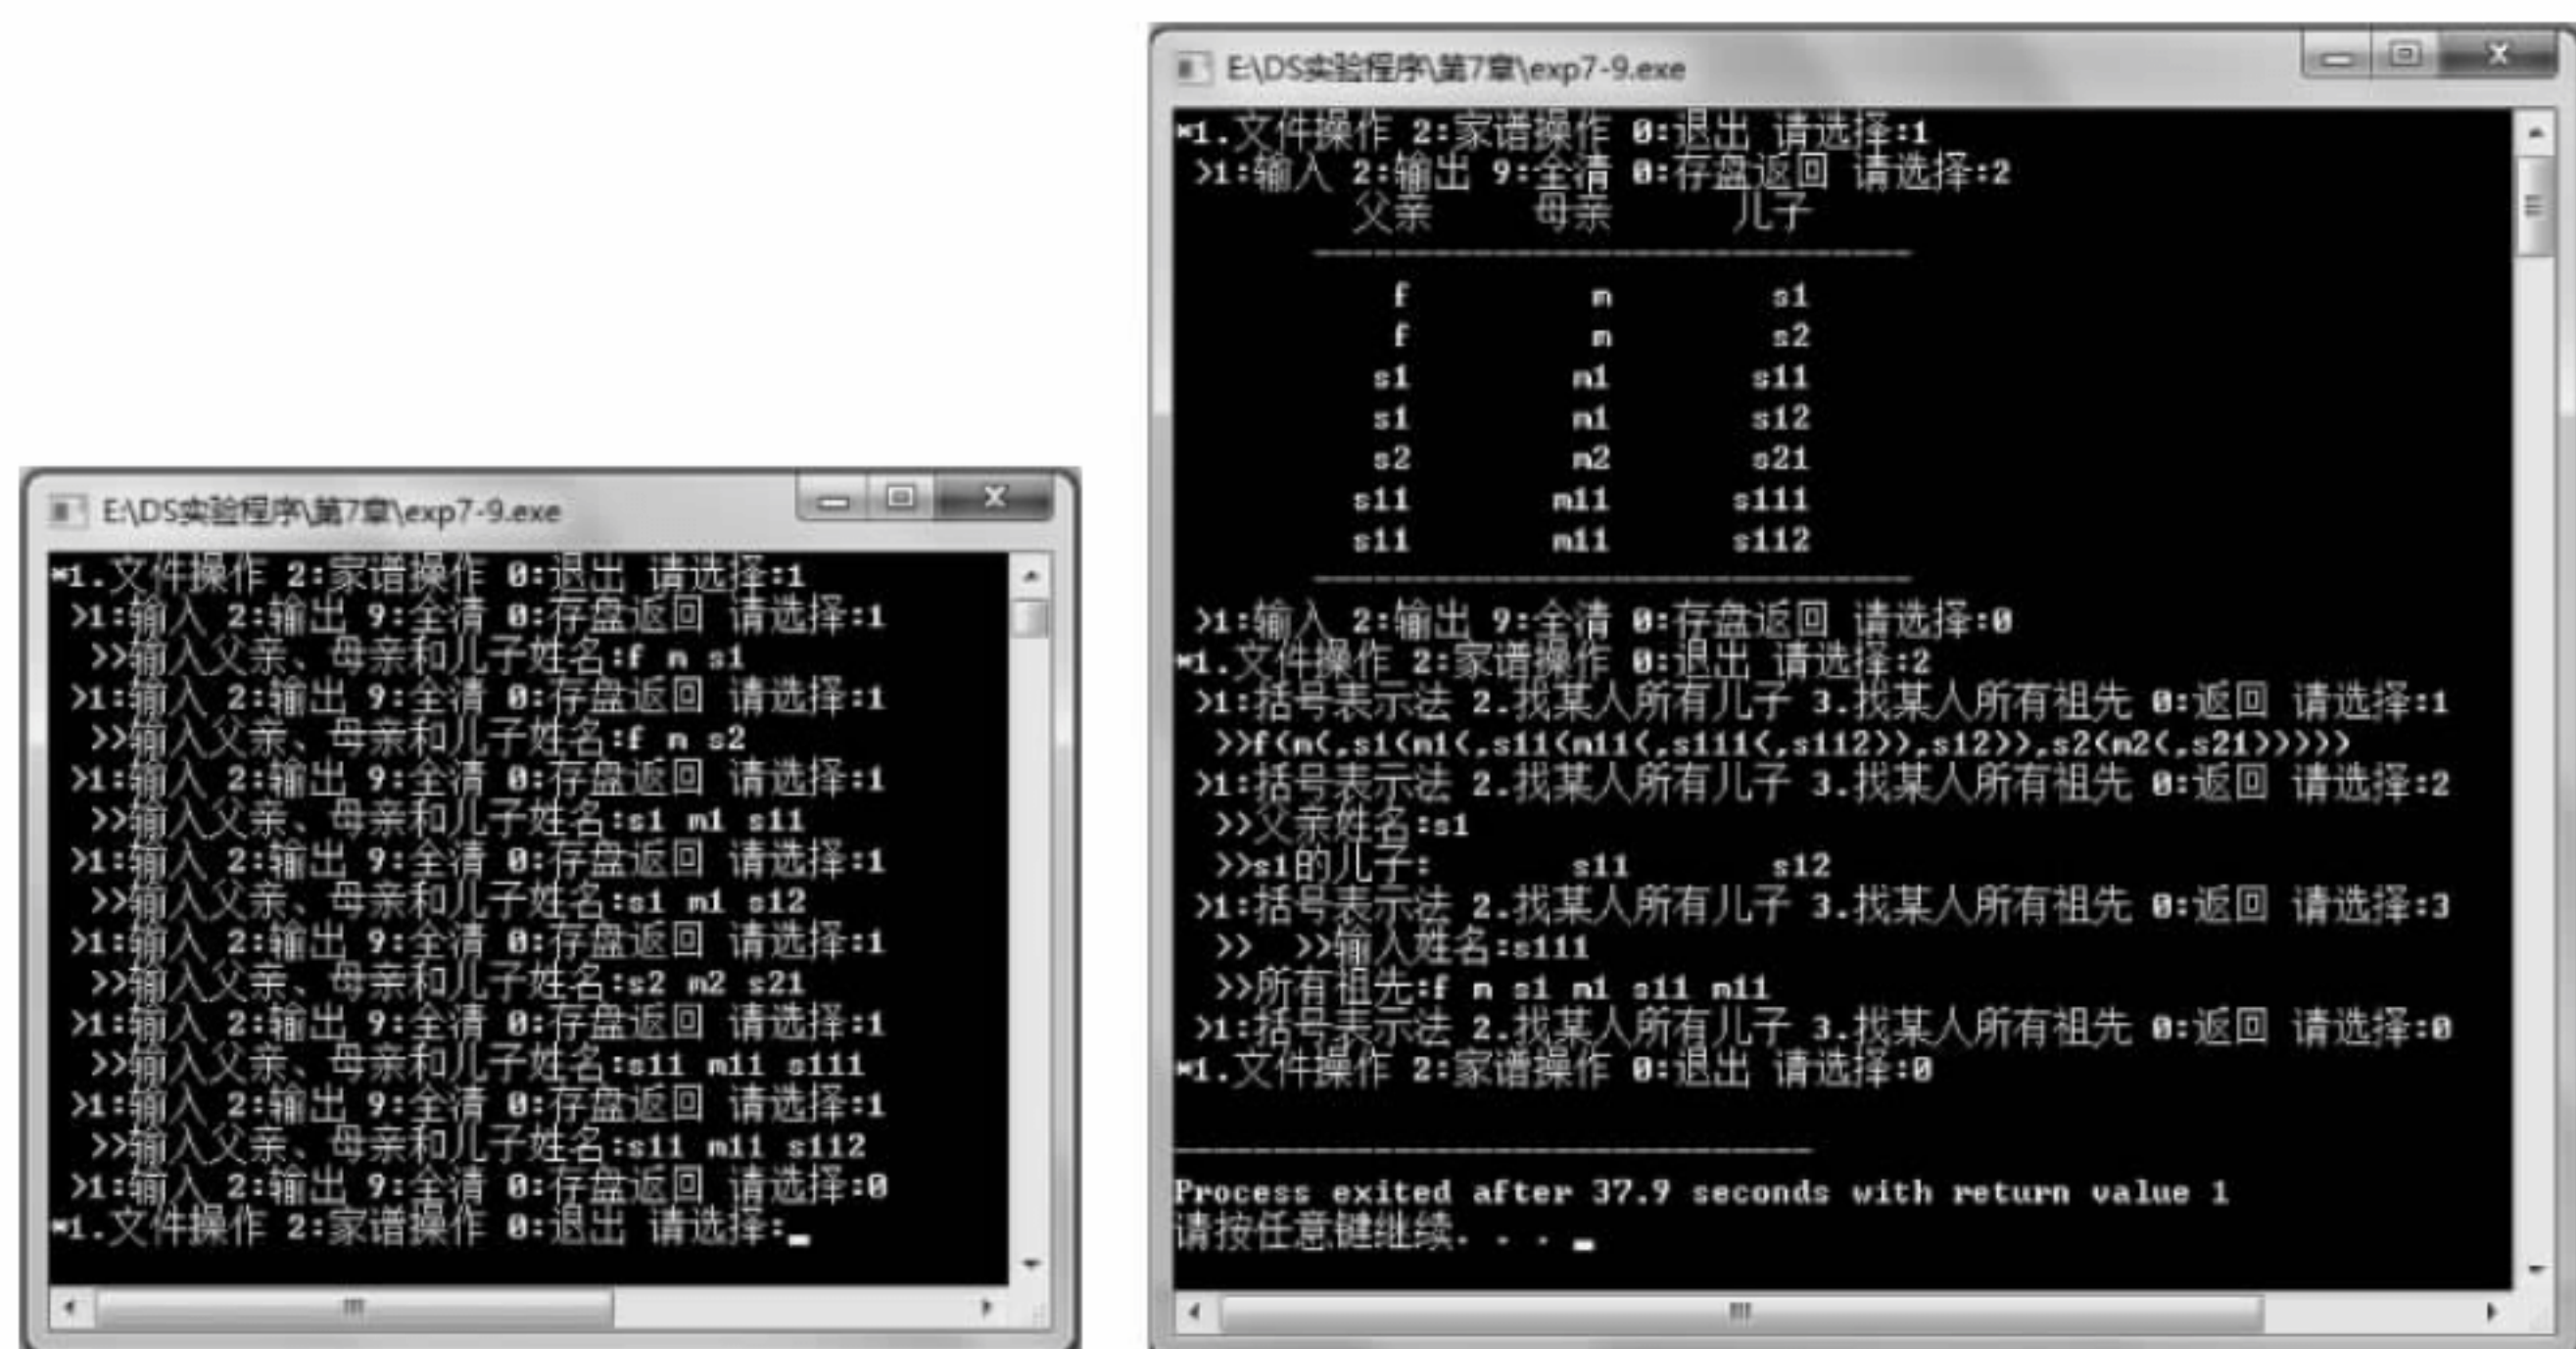 E:\DS实验程序\第7章\exp7-9.exe
*1.文件操作 2:家谱操作 0:退出 请选择:1
>1:输入 2:输出 9:全清 0:存盘返回 请选择:1
>>输入父亲、母亲和儿子姓名:f m s1
>1:输入 2:输出 9:全清 0:存盘返回 请选择:1
>>输入父亲、母亲和儿子姓名:f m s2
>1:输入 2:输出 9:全清 0:存盘返回 请选择:1
>>输入父亲、母亲和儿子姓名:s1 m1 s11
>1:输入 2:输出 9:全清 0:存盘返回 请选择:1
>>输入父亲、母亲和儿子姓名:s1 m1 s12
>1:输入 2:输出 9:全清 0:存盘返回 请选择:1
>>输入父亲、母亲和儿子姓名:s2 m2 s21
>1:输入 2:输出 9:全清 0:存盘返回 请选择:1
>>输入父亲、母亲和儿子姓名:s11 m11 s111
>1:输入 2:输出 9:全清 0:存盘返回 请选择:1
>>输入父亲、母亲和儿子姓名:s11 m11 s112
>1:输入 2:输出 9:全清 0:存盘返回 请选择:0
*1.文件操作 2:家谱操作 0:退出 请选择:
E:\DS实验程序\第7章\exp7-9.exe
*1.文件操作 2:家谱操作 0:退出 请选择:1
>1:输入 2:输出 9:全清 0:存盘返回 请选择:2
父亲 母亲 儿子
------------------------------
f m s1
f m s2
s1 m1 s11
s1 m1 s12
s2 m2 s21
s11 m11 s111
s11 m11 s112
------------------------------
>1:输入 2:输出 9:全清 0:存盘返回 请选择:0
*1.文件操作 2:家谱操作 0:退出 请选择:2
>1:括号表示法 2.找某人所有儿子 3.找某人所有祖先 0:返回 请选择:1
>>f(m(,s1(m1(,s11(m11(,s111(,s112)),s12)),s2(m2(,s21)))))
>1:括号表示法 2.找某人所有儿子 3.找某人所有祖先 0:返回 请选择:2
>>父亲姓名:s1
>>s1的儿子: s11 s12
>1:括号表示法 2.找某人所有儿子 3.找某人所有祖先 0:返回 请选择:3
>> >>输入姓名:s111
>>所有祖先:f m s1 m1 s11 m11
>1:括号表示法 2.找某人所有儿子 3.找某人所有祖先 0:返回 请选择:0
*1.文件操作 2:家谱操作 0:退出 请选择:0
--------------------------------
Process exited after 37.9 seconds with return value 1
请按任意键继续. . .